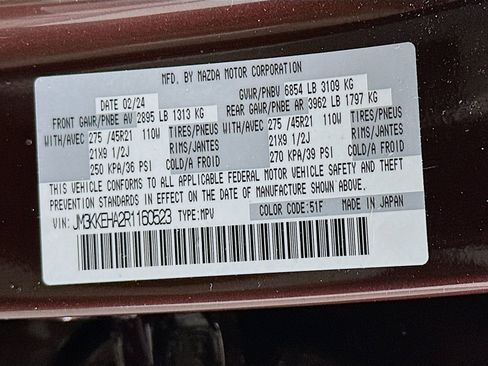 MFD. BY MAZDA MOTOR CORPORATION
DATE 02/24
GVWR/PNBV 6854 LB 3109 KG
FRONT GAWR/PNBE AV 2895 LB 1313 KG
REAR GAWR/PNBE AR 3962 LB 1797 KG
WITH/AVEC 275 /45R21 110W TIRES/PNEUS
21X9 1/2J RIMS/JANTES
250 KPA/36 PSI COLD/A FROID
WITH/AVEC 275 /45R21 110W TIRES/PNEUS
21X9 1/2J RIMS/JANTES
270 KPA/39 PSI COLD/A FROID
THIS VEHICLE CONFORMS TO ALL APPLICABLE FEDERAL MOTOR VEHICLE SAFETY AND THEFT
PREVENTION STANDARDS IN EFFECT ON THE DATE OF MANUFACTURE SHOWN ABOVE.
VIN: JM3KKEHA2R1160523 TYPE:MPV
COLOR CODE:51F MADE IN JAPAN